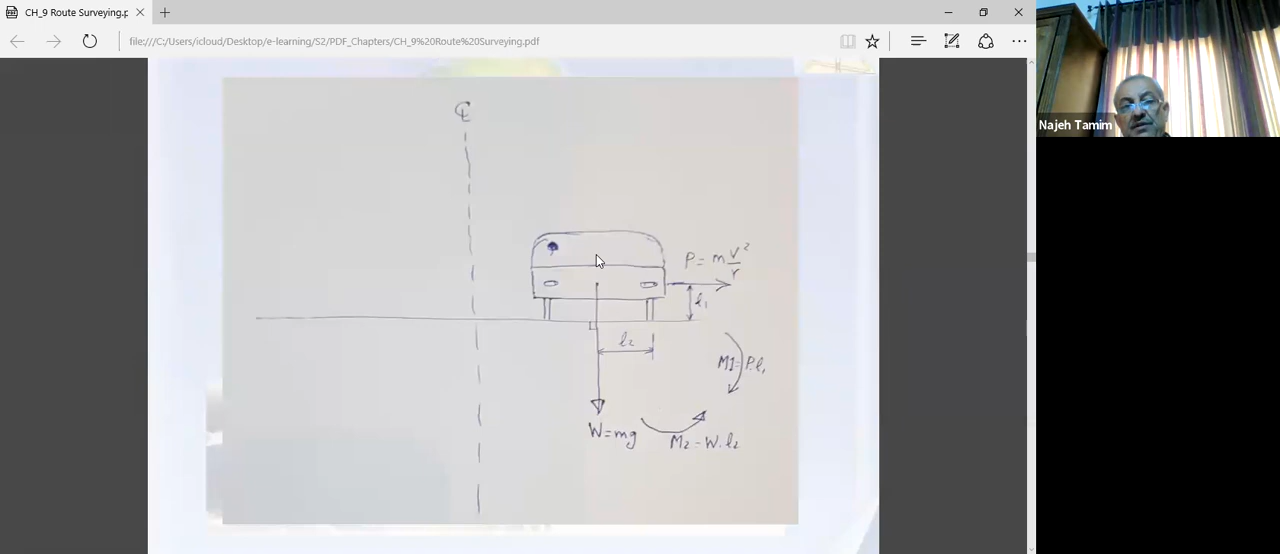 CH_9 Route Surveying.p
file:///C:/Users/icloud/Desktop/e-learning/S2/PDF_Chapters/CH_9%20Route%20Surveying.pdf
Najeh Tamim
℄
P = m V²/r
l₁
l₂
M1 = P.l₁
W = mg
M₂ = W.l₂